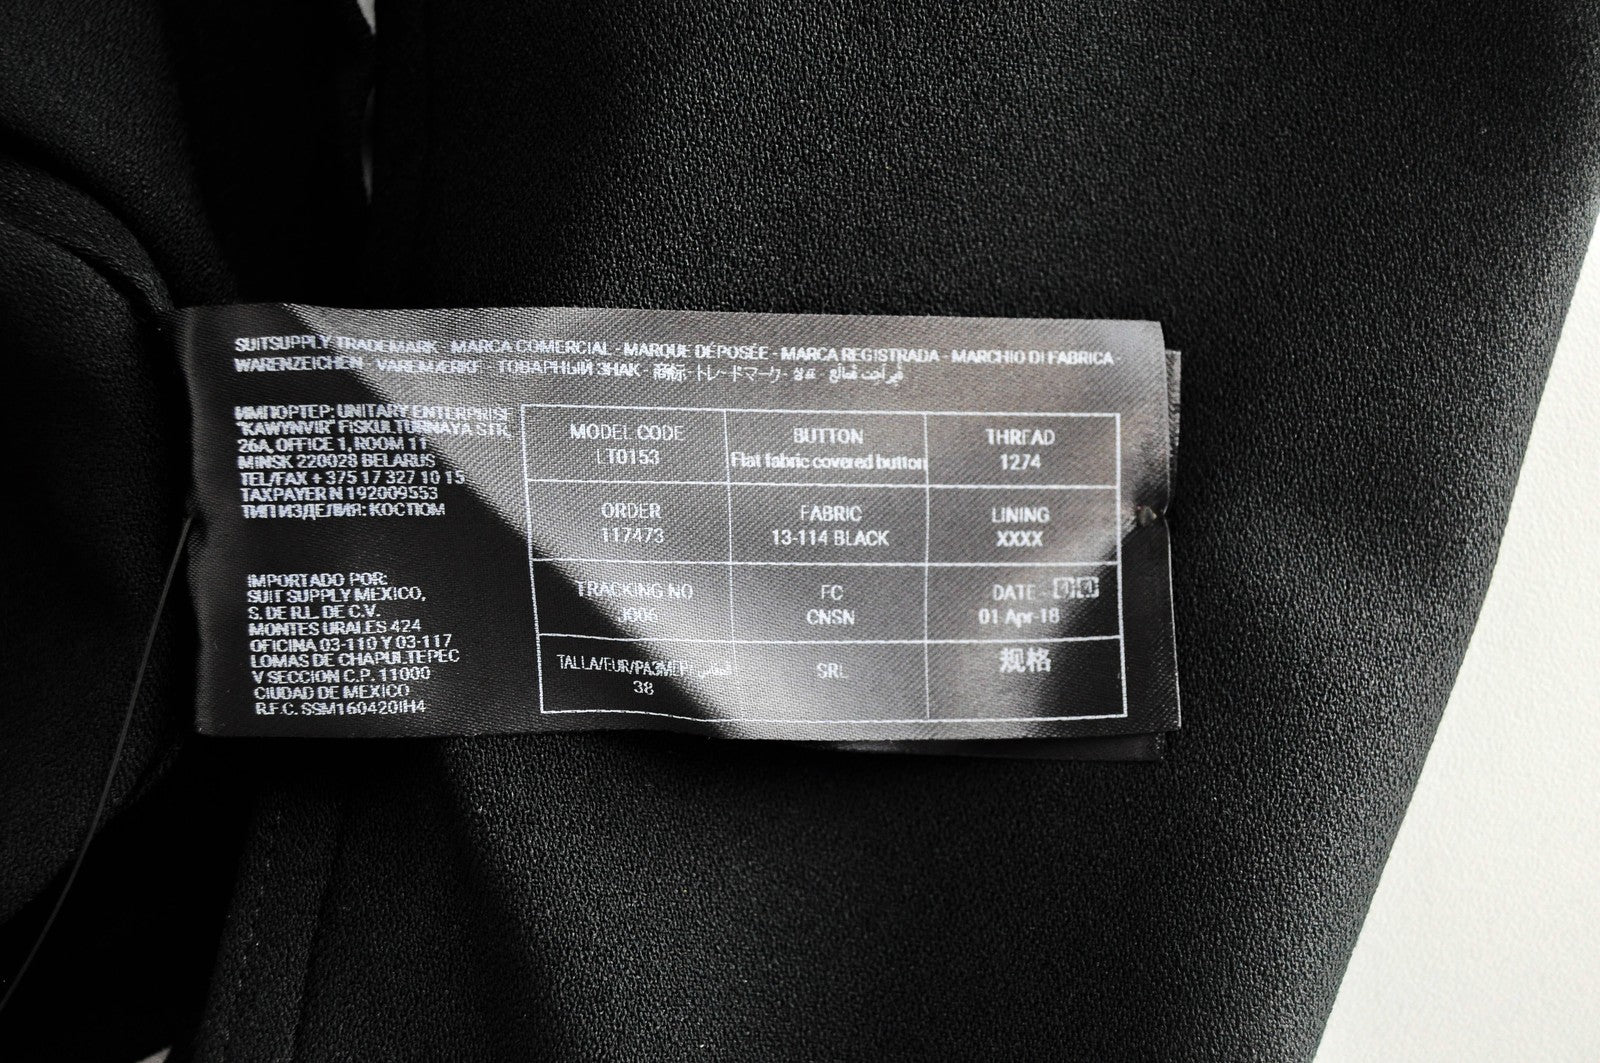 SUITSUPPLY TRADEMARK - MARCA COMERCIAL - MARQUE DÉPOSÉE - MARCA REGISTRADA - MARCHIO DI FABRICA
WARENZEICHEN - VAREMÆRKE - ТОВАРНЫЙ ЗНАК - 商标 - トレードマーク -
ИМПОРТЕР: UNITARY ENTERPRISE
"KAWYNVIR" FISKULTURNAYA STR,
26A, OFFICE 1, ROOM 11
MINSK 220028 BELARUS
TEL/FAX + 375 17 327 10 15
TAXPAYER N 192009553
ТИП ИЗДЕЛИЯ: КОСТЮМ
IMPORTADO POR:
SUIT SUPPLY MEXICO,
S. DE R.L. DE C.V.
MONTES URALES 424
OFICINA 03-110 Y 03-117
LOMAS DE CHAPULTEPEC
V SECCION C.P. 11000
CIUDAD DE MEXICO
R.F.C. SSM160420IH4
MODEL CODE
LT0153
BUTTON
Flat fabric covered button
THREAD
1274
ORDER
117473
FABRIC
13-114 BLACK
LINING
XXXX
TRACKING NO
J006
FC
CNSN
DATE -
01-Apr-18
TALLA/EUR/РАЗМЕР/
38
SRL
规格